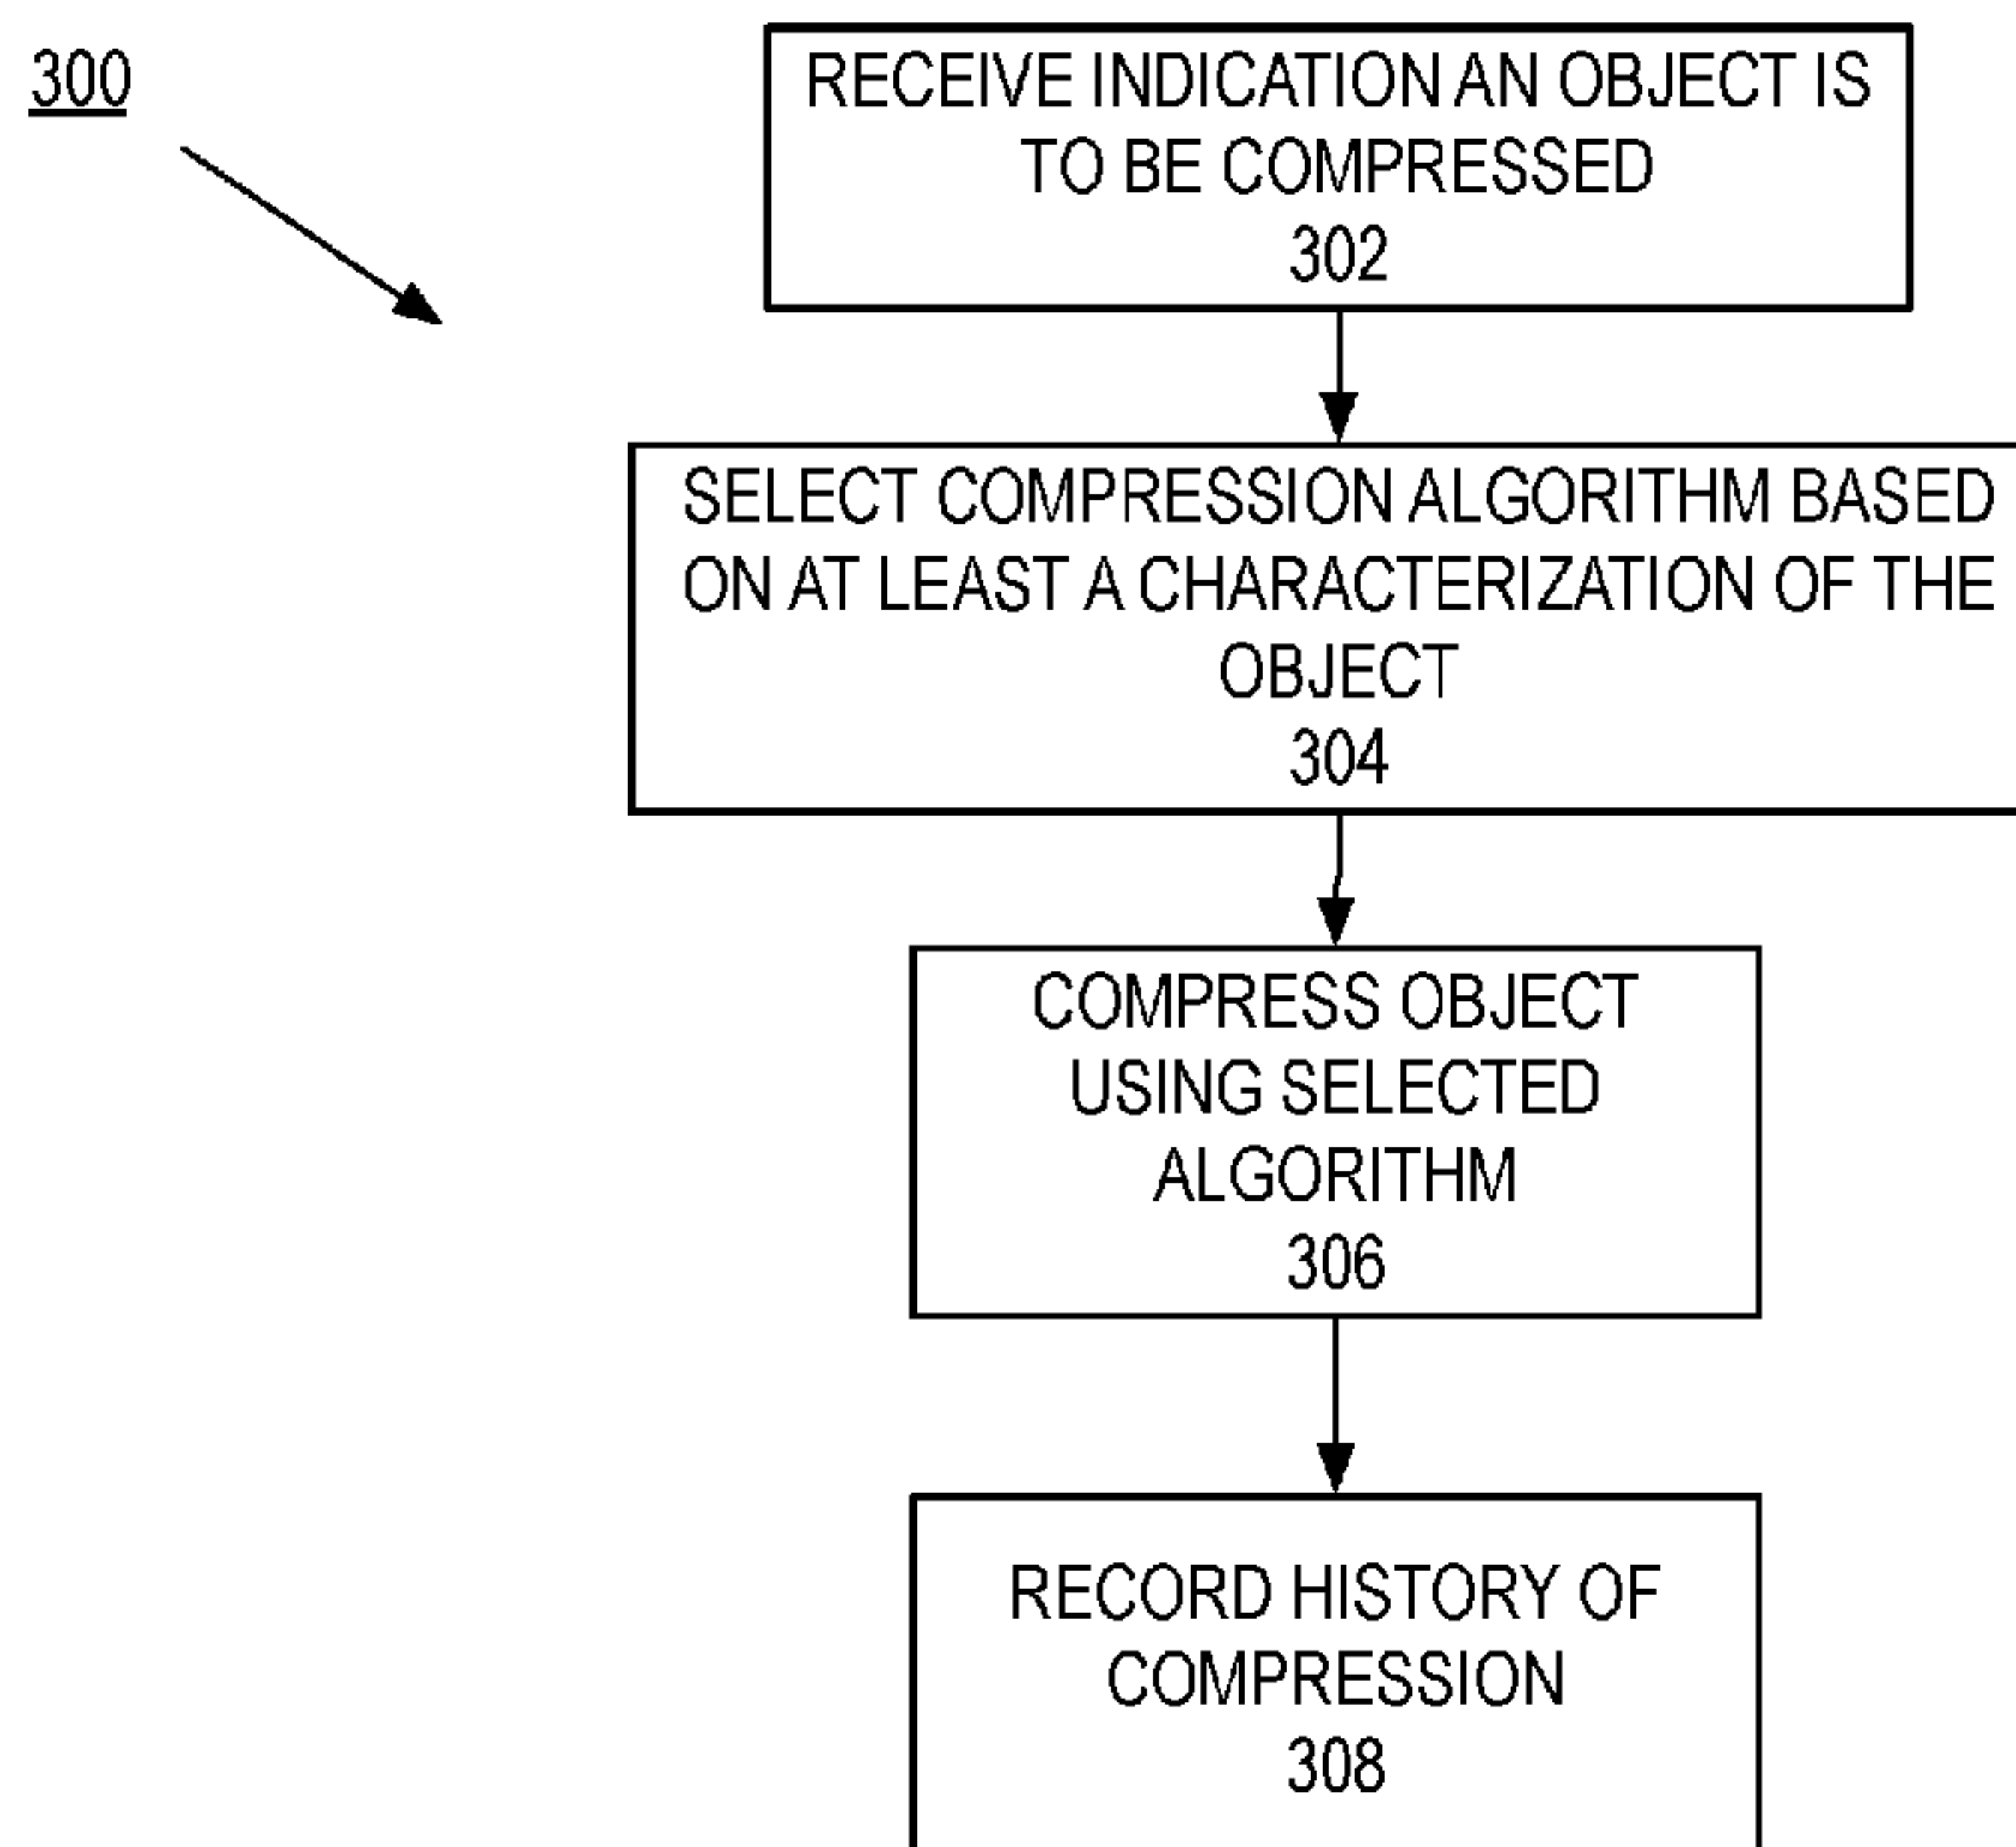 300
RECEIVE INDICATION AN OBJECT IS
TO BE COMPRESSED
302
SELECT COMPRESSION ALGORITHM BASED
ON AT LEAST A CHARACTERIZATION OF THE
OBJECT
304
COMPRESS OBJECT
USING SELECTED
ALGORITHM
306
RECORD HISTORY OF
COMPRESSION
308